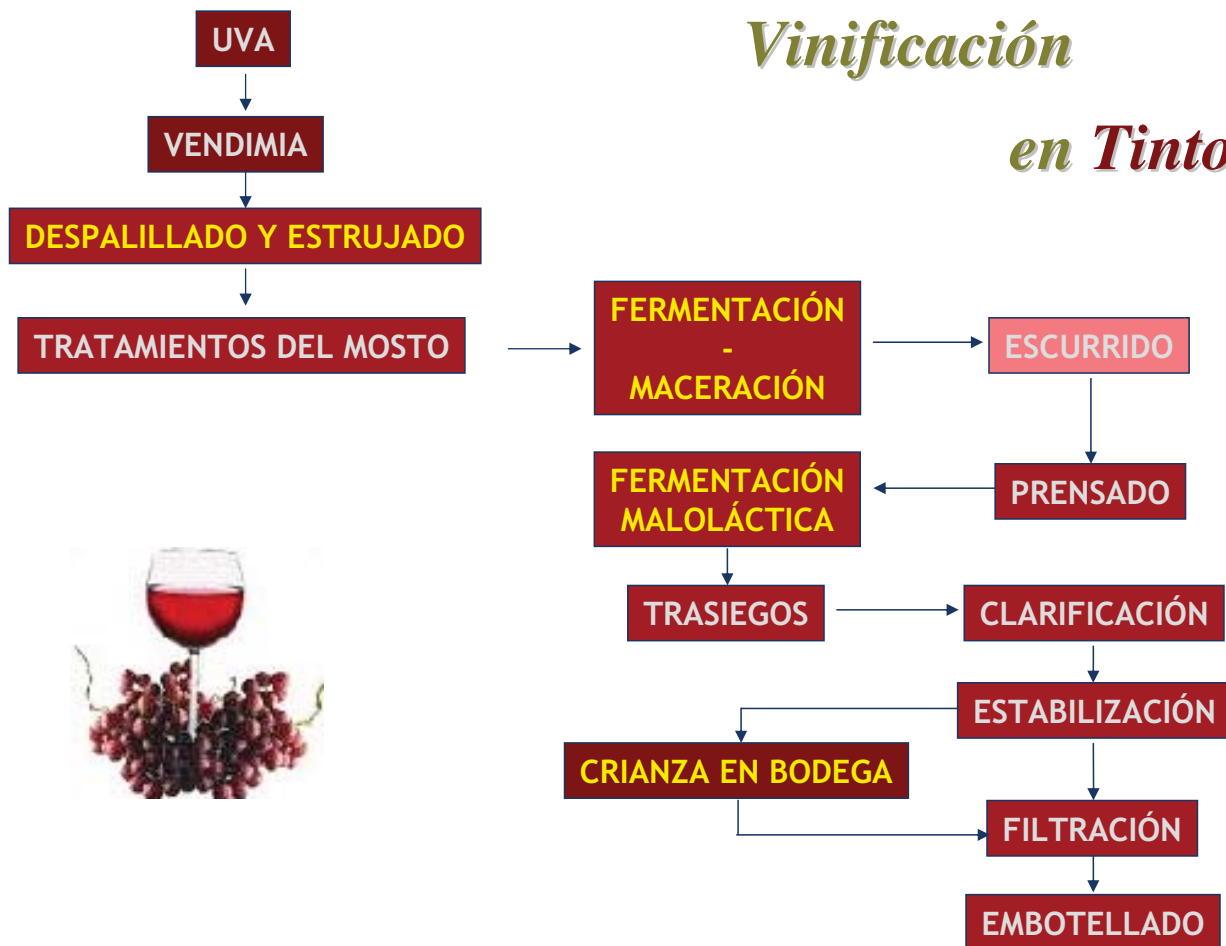 Vinificación
en Tinto
UVA
VENDIMIA
DESPALILLADO Y ESTRUJADO
TRATAMIENTOS DEL MOSTO
FERMENTACIÓN
-
MACERACIÓN
ESCURRIDO
PRENSADO
FERMENTACIÓN
MALOLÁCTICA
TRASIEGOS
CLARIFICACIÓN
ESTABILIZACIÓN
CRIANZA EN BODEGA
FILTRACIÓN
EMBOTELLADO